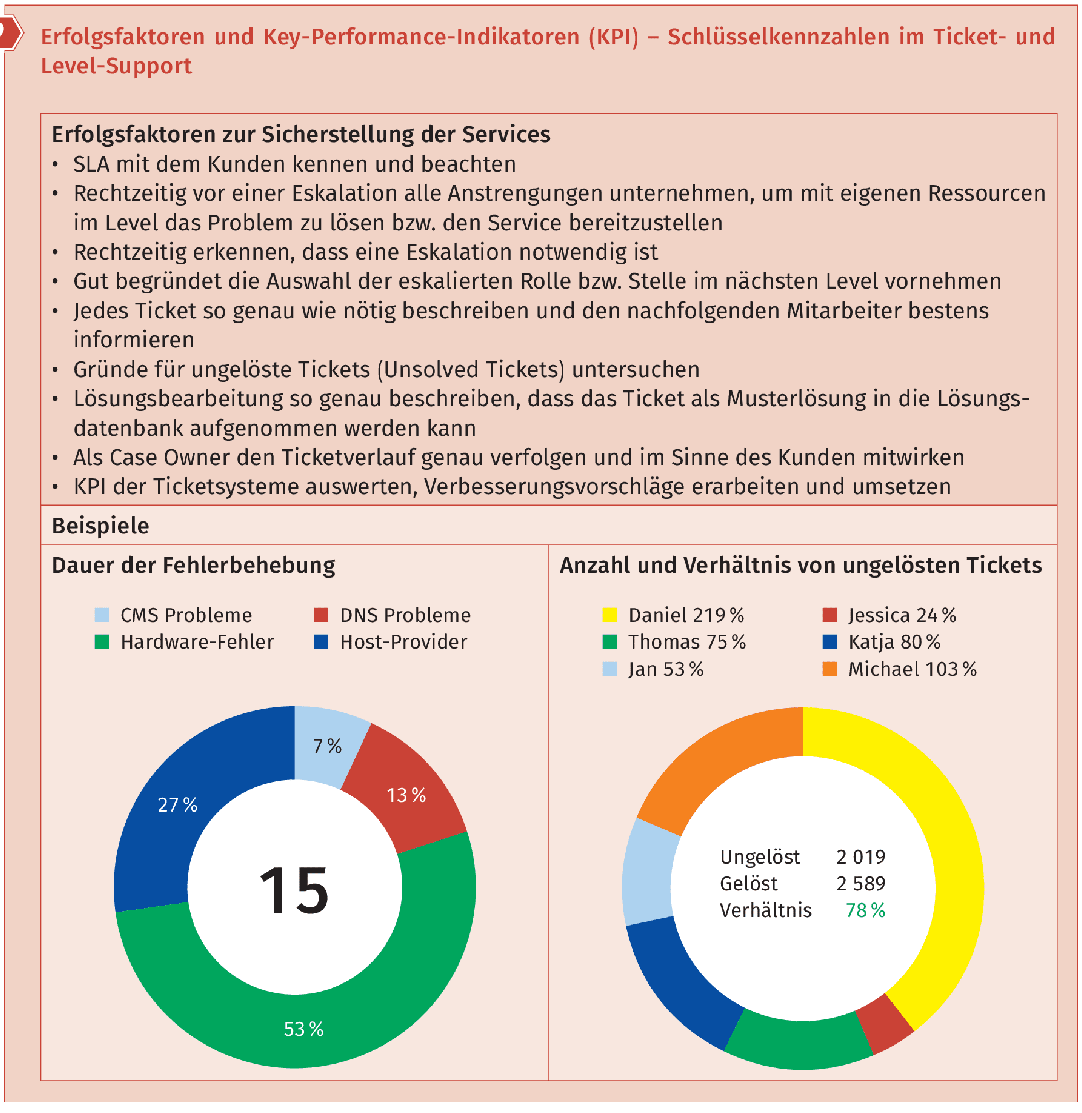 Erfolgsfaktoren und Key-Performance-Indikatoren (KPI) – Schlüsselkennzahlen im Ticket- und
Level-Support
Erfolgsfaktoren zur Sicherstellung der Services
• SLA mit dem Kunden kennen und beachten
• Rechtzeitig vor einer Eskalation alle Anstrengungen unternehmen, um mit eigenen Ressourcen
im Level das Problem zu lösen bzw. den Service bereitzustellen
• Rechtzeitig erkennen, dass eine Eskalation notwendig ist
• Gut begründet die Auswahl der eskalierten Rolle bzw. Stelle im nächsten Level vornehmen
• Jedes Ticket so genau wie nötig beschreiben und den nachfolgenden Mitarbeiter bestens
informieren
• Gründe für ungelöste Tickets (Unsolved Tickets) untersuchen
• Lösungsbearbeitung so genau beschreiben, dass das Ticket als Musterlösung in die Lösungs-
datenbank aufgenommen werden kann
• Als Case Owner den Ticketverlauf genau verfolgen und im Sinne des Kunden mitwirken
• KPI der Ticketsysteme auswerten, Verbesserungsvorschläge erarbeiten und umsetzen
Beispiele
Dauer der Fehlerbehebung
CMS Probleme
DNS Probleme
Hardware-Fehler
Host-Provider
7 %
13 %
27 %
15
53 %
Anzahl und Verhältnis von ungelösten Tickets
Daniel 219 %
Jessica 24 %
Thomas 75 %
Katja 80 %
Jan 53 %
Michael 103 %
Ungelöst 2 019
Gelöst 2 589
Verhältnis 78 %